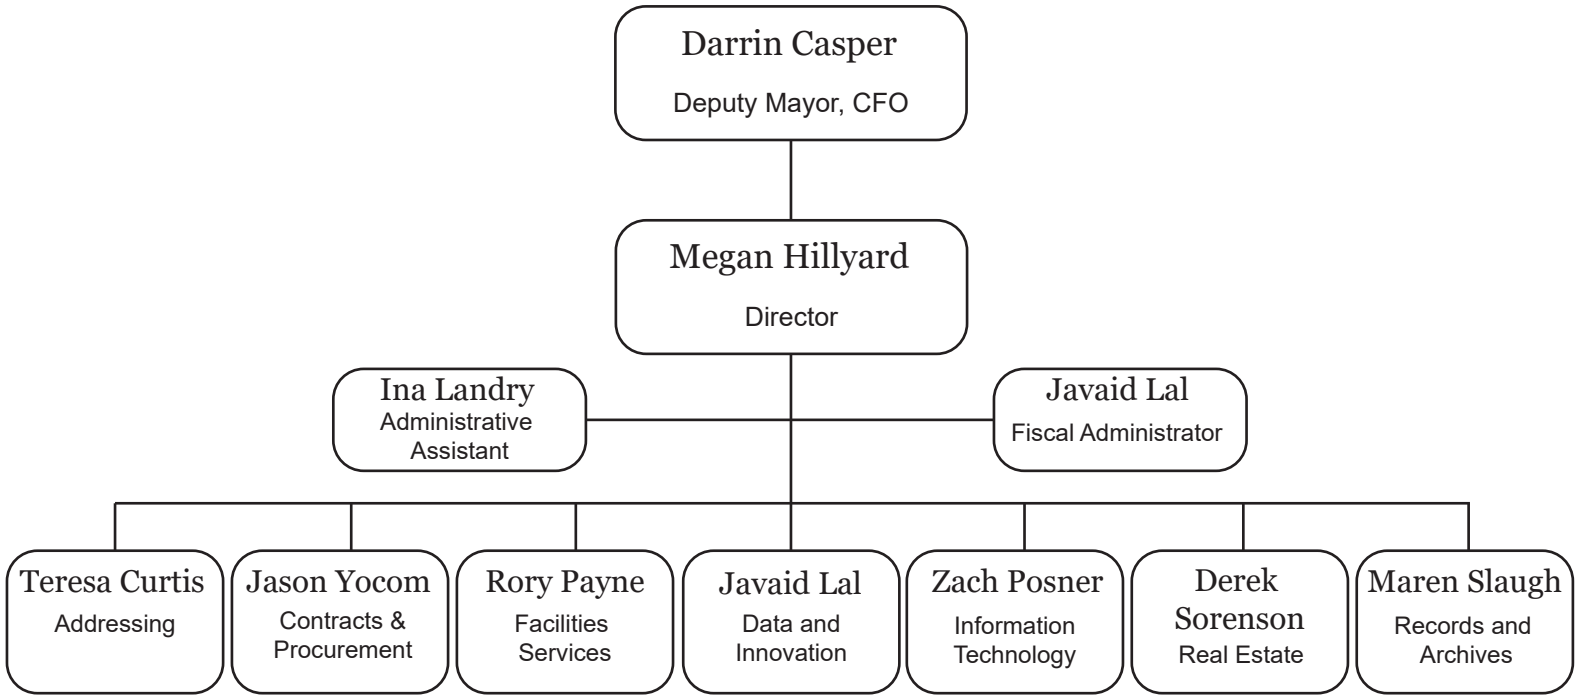 Darrin Casper
Deputy Mayor, CFO
Megan Hillyard
Director
Ina Landry
Administrative
Assistant
Javaid Lal
Fiscal Administrator
Teresa Curtis
Addressing
Jason Yocom
Contracts &
Procurement
Rory Payne
Facilities
Services
Javaid Lal
Data and
Innovation
Zach Posner
Information
Technology
Derek
Sorenson
Real Estate
Maren Slaugh
Records and
Archives